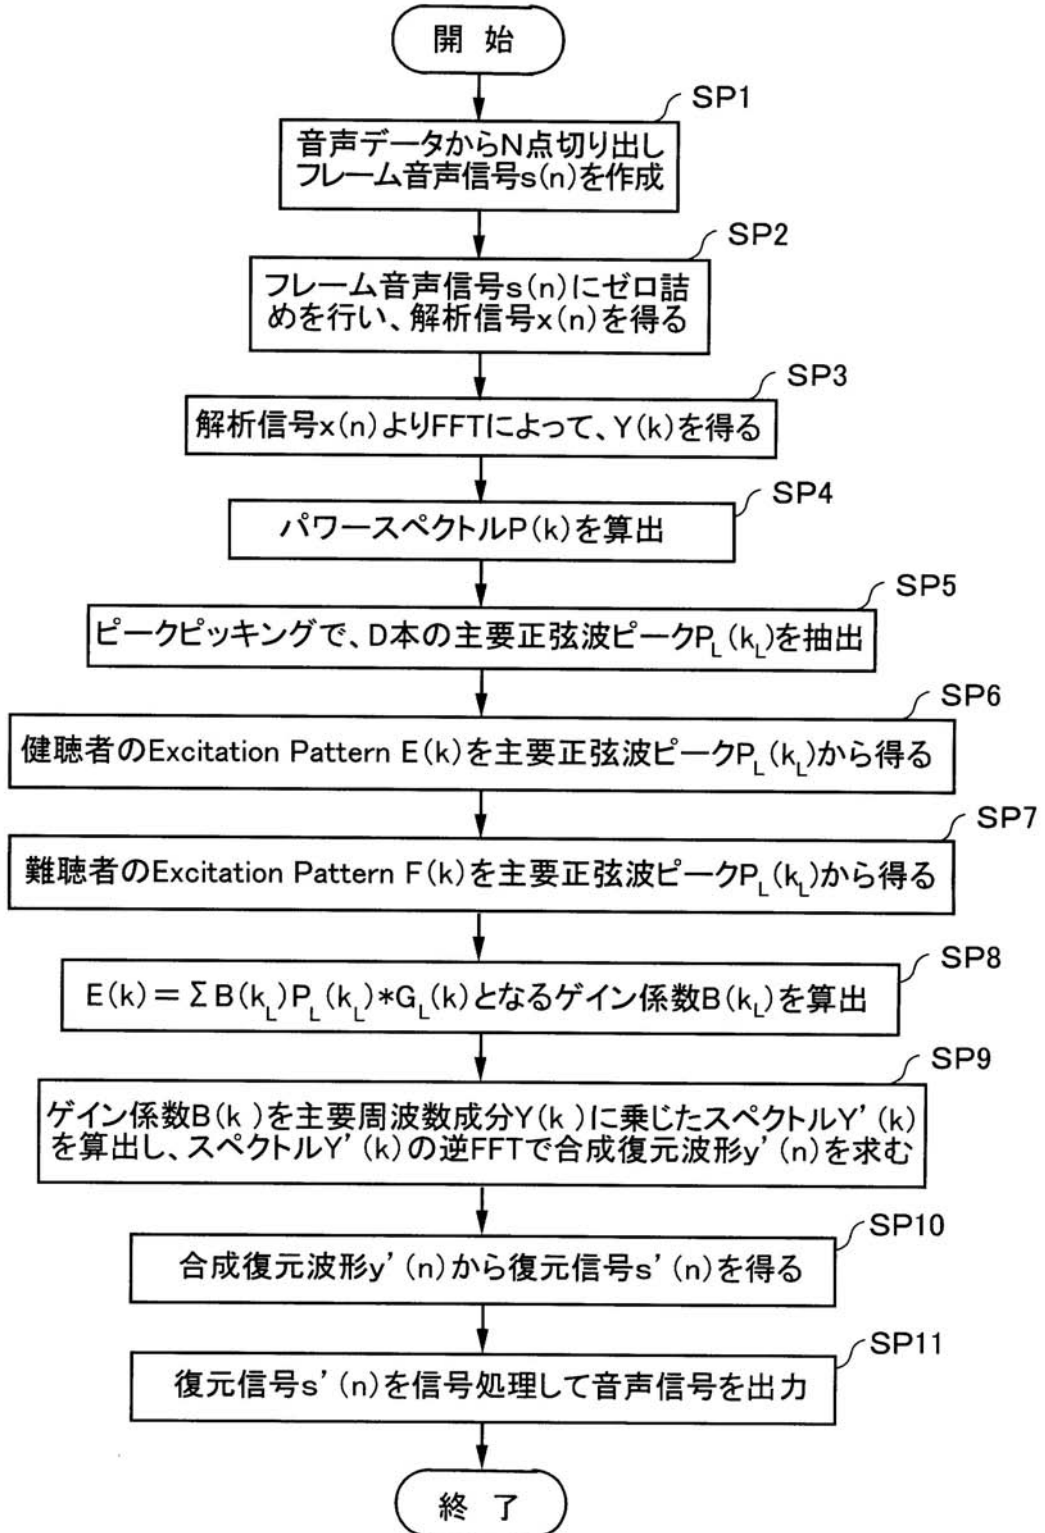 開 始
SP1
音声データからN点切り出し
フレーム音声信号s(n)を作成
SP2
フレーム音声信号s(n)にゼロ詰
めを行い、解析信号x(n)を得る
SP3
解析信号x(n)よりFFTによって、Y(k)を得る
SP4
パワースペクトルP(k)を算出
SP5
ピークピッキングで、D本の主要正弦波ピークP_L(k_L)を抽出
SP6
健聴者のExcitation Pattern E(k)を主要正弦波ピークP_L(k_L)から得る
SP7
難聴者のExcitation Pattern F(k)を主要正弦波ピークP_L(k_L)から得る
SP8
E(k)=ΣB(k_L)P_L(k_L)*G_L(k)となるゲイン係数B(k_L)を算出
SP9
ゲイン係数B(k )を主要周波数成分Y(k )に乗じたスペクトルY'(k)
を算出し、スペクトルY'(k)の逆FFTで合成復元波形y'(n)を求む
SP10
合成復元波形y'(n)から復元信号s'(n)を得る
SP11
復元信号s'(n)を信号処理して音声信号を出力
終 了